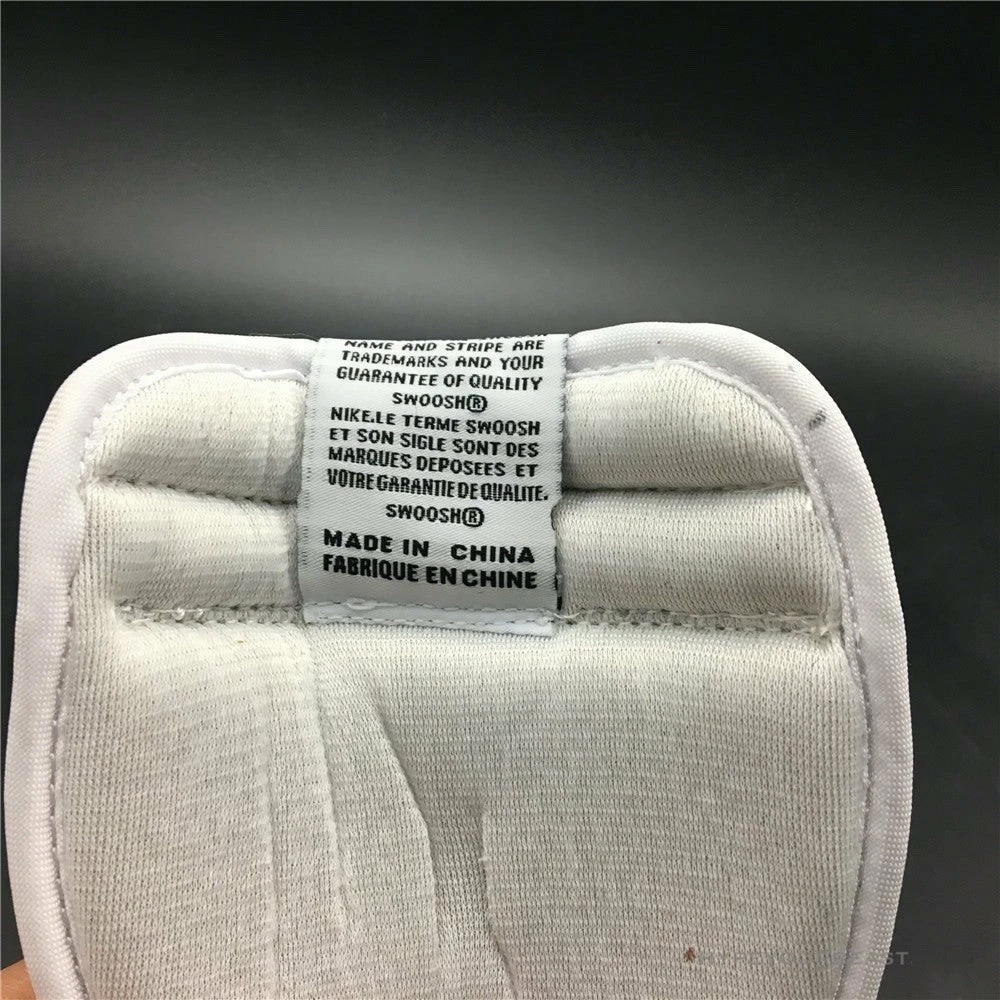 NAME AND STRIPE ARE
TRADEMARKS AND YOUR
GUARANTEE OF QUALITY
SWOOSH®
NIKE.LE TERME SWOOSH
ET SON SIGLE SONT DES
MARQUES DEPOSEES ET
VOTRE GARANTIE DE QUALITE.
SWOOSH®
MADE IN CHINA
FABRIQUE EN CHINE